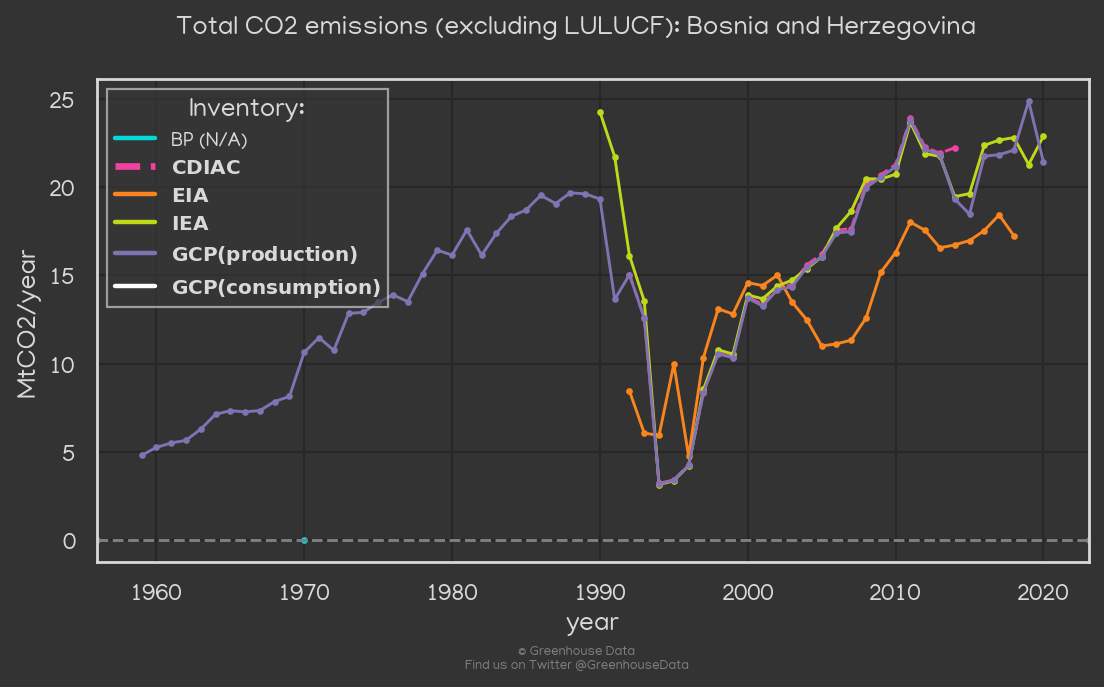 Total CO2 emissions (excluding LULUCF): Bosnia and Herzegovina
Inventory:
BP (N/A)
CDIAC
EIA
IEA
GCP(production)
GCP(consumption)
MtCO2/year
25
20
15
10
5
0
1960 1970 1980 1990 2000 2010 2020
year
© Greenhouse Data
Find us on Twitter @GreenhouseData